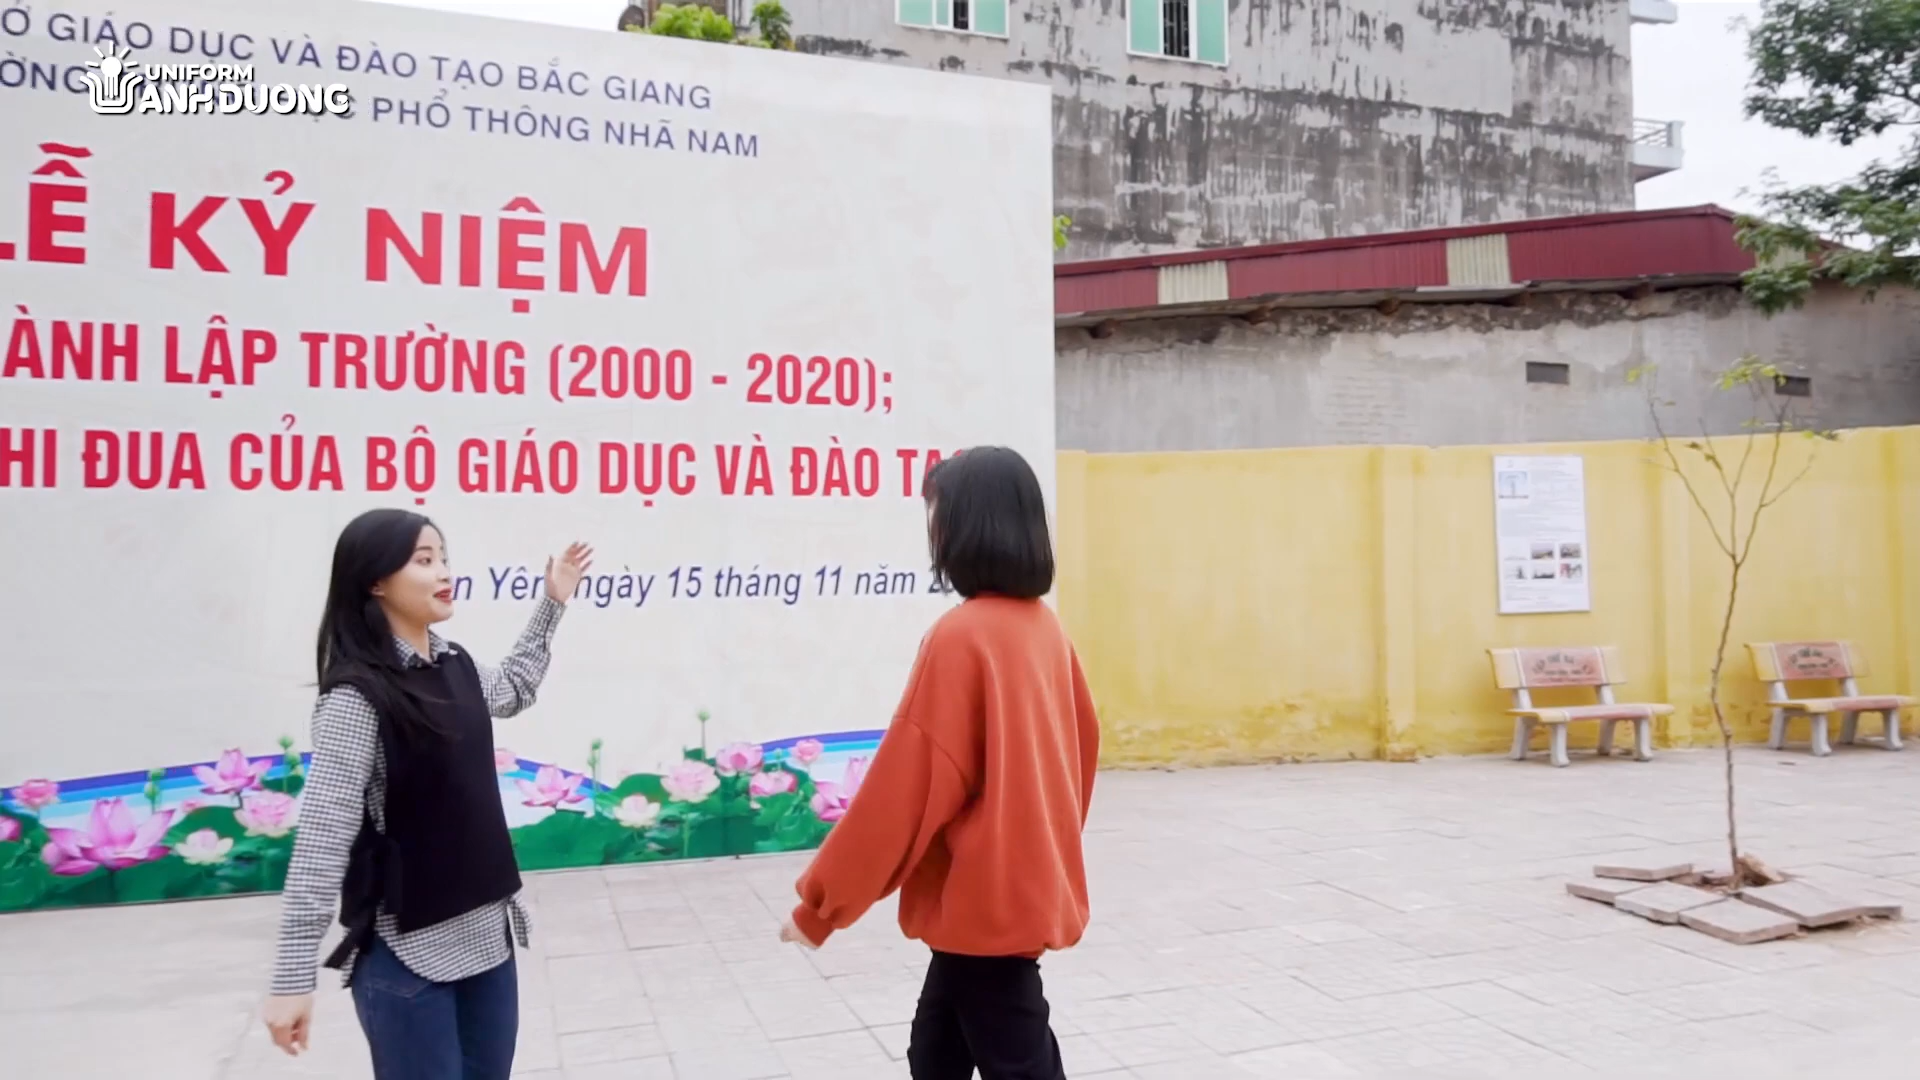 UNIFORM
ANH DUONG
Ở GIÁO DỤC VÀ ĐÀO TẠO BẮC GIANG
PHỔ THÔNG NHÃ NAM
LỄ KỶ NIỆM
ÀNH LẬP TRƯỜNG (2000 - 2020);
HI ĐUA CỦA BỘ GIÁO DỤC VÀ ĐÀO TẠO
n Yên, ngày 15 tháng 11 năm